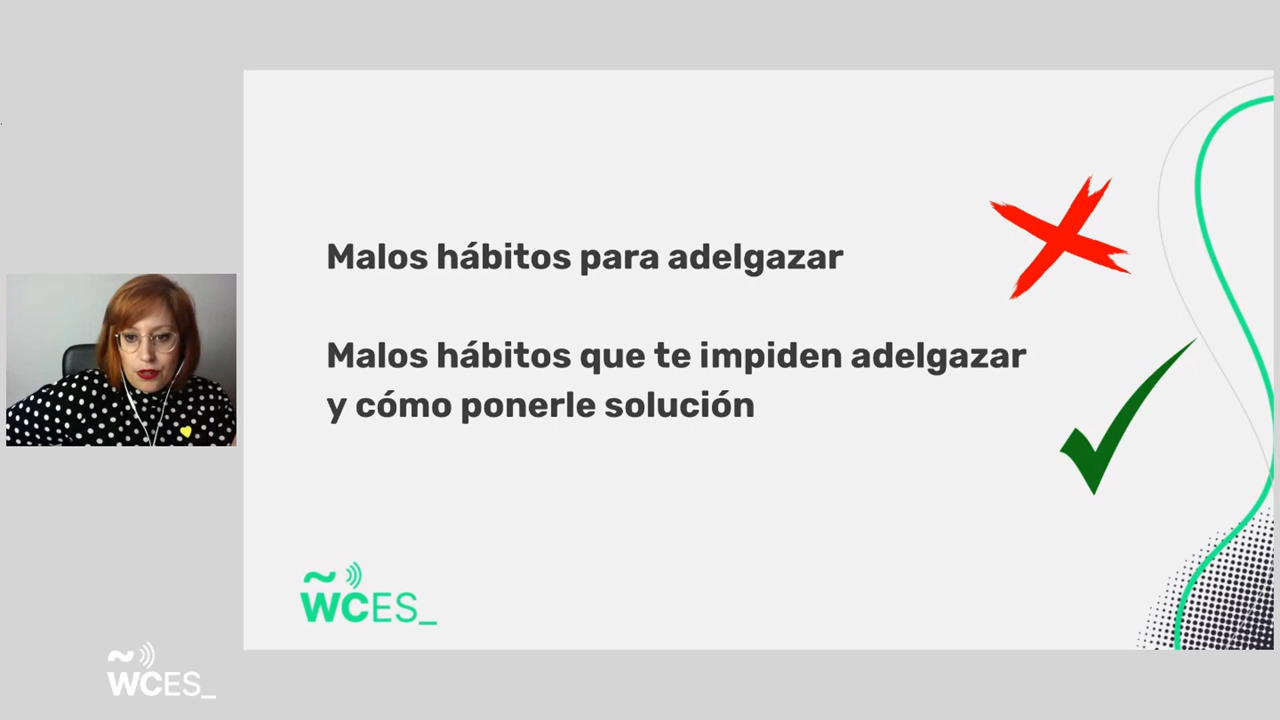 Malos hábitos para adelgazar
Malos hábitos que te impiden adelgazar
y cómo ponerle solución
~WCES_
~WCES_